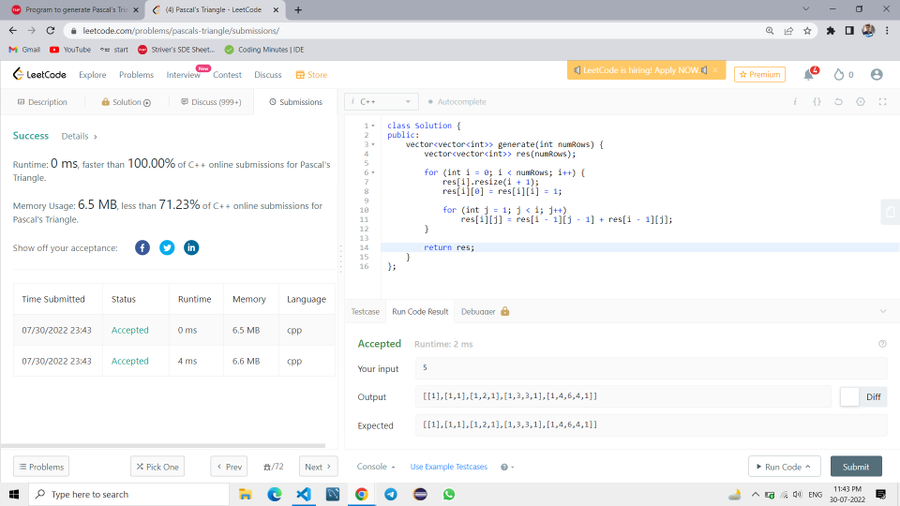 Program to generate Pascal's Tria
(4) Pascal's Triangle - LeetCode
leetcode.com/problems/pascals-triangle/submissions/
Gmail YouTube start Striver's SDE Sheet... Coding Minutes | IDE
LeetCode Explore Problems Interview New Contest Discuss Store
LeetCode is hiring! Apply NOW.
Premium 4 0
Description Solution Discuss (999+) Submissions
C++ Autocomplete
Success Details
Runtime: 0 ms, faster than 100.00% of C++ online submissions for Pascal's
Triangle.
Memory Usage: 6.5 MB, less than 71.23% of C++ online submissions for
Pascal's Triangle.
Show off your acceptance:
Time Submitted Status Runtime Memory Language
07/30/2022 23:43 Accepted 0 ms 6.5 MB cpp
07/30/2022 23:43 Accepted 4 ms 6.6 MB cpp
1 class Solution {
2 public:
3 vector<vector<int>> generate(int numRows) {
4 vector<vector<int>> res(numRows);
5
6 for (int i = 0; i < numRows; i++) {
7 res[i].resize(i + 1);
8 res[i][0] = res[i][i] = 1;
9
10 for (int j = 1; j < i; j++)
11 res[i][j] = res[i - 1][j - 1] + res[i - 1][j];
12 }
13
14 return res;
15 }
16 };
Testcase Run Code Result Debugger
Accepted Runtime: 2 ms
Your input 5
Output [[1],[1,1],[1,2,1],[1,3,3,1],[1,4,6,4,1]]
Diff
Expected [[1],[1,1],[1,2,1],[1,3,3,1],[1,4,6,4,1]]
Problems Pick One Prev /72 Next
Console Use Example Testcases Run Code Submit
Type here to search
ENG
11:43 PM
30-07-2022